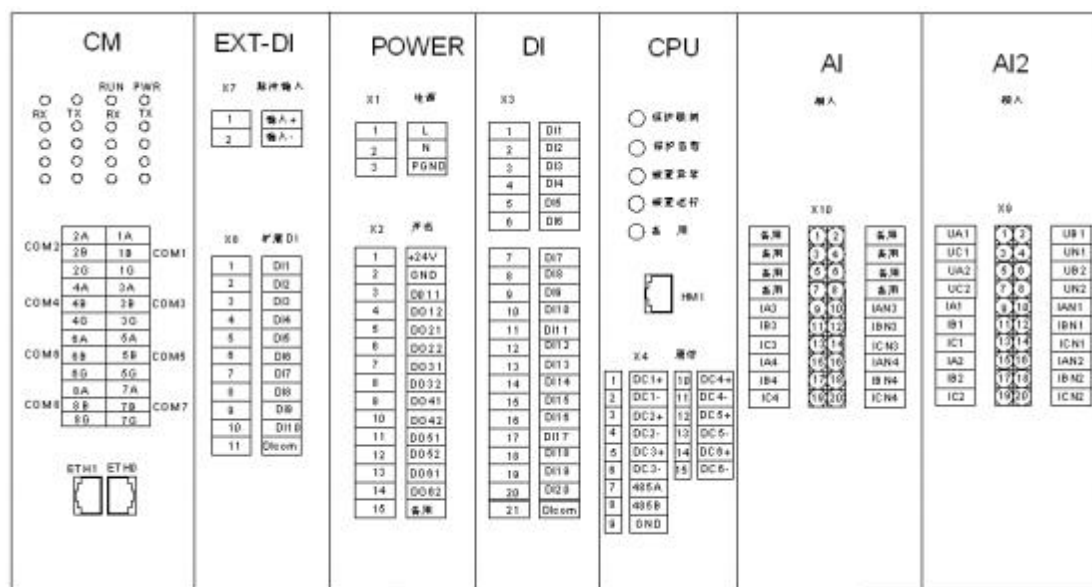 CM
RUN PWR
RX TX RX TX
2A 1A
COM2 2B 1B COM1
2G 1G
4A 3A
COM4 4B 3B COM3
4G 3G
6A 5A
COM6 6B 5B COM5
6G 5G
8A 7A
COM8 8B 7B COM7
8G 7G
ETH1 ETH0
EXT-DI
X7 脉冲输入
1 输入+
2 输入-
扩展DI
1 DI1
2 DI2
3 DI3
4 DI4
5 DI5
6 DI6
7 DI7
8 DI8
9 DI9
10 DI10
11 DIcom
POWER
X1 电源
1 L
2 N
3 PGND
X2 开出
1 +24V
2 GND
3 DO11
4 DO12
5 DO21
6 DO22
7 DO31
8 DO32
9 DO41
10 DO42
11 DO51
12 DO52
13 DO61
14 DO62
15 备用
DI
X3
1 DI1
2 DI2
3 DI3
4 DI4
5 DI5
6 DI6
7 DI7
8 DI8
9 DI9
10 DI10
11 DI11
12 DI12
13 DI13
14 DI14
15 DI15
16 DI16
17 DI17
18 DI18
19 DI19
20 DI20
21 DIcom
CPU
保护跳闸
保护告警
装置异常
装置运行
备用
HMI
X4
1 DC1+ 10 DC4+
2 DC1- 11 DC4-
3 DC2+ 12 DC5+
4 DC2- 13 DC5-
5 DC3+ 14 DC6+
6 DC3- 15 DC6-
7 485A
8 485B
9 GND
AI
输入
X10
备用 1 2 备用
备用 3 4 备用
备用 5 6 备用
备用 7 8 备用
IA3 9 10 IAN3
IB3 11 12 IBN3
IC3 13 14 ICN3
IA4 15 16 IAN4
IB4 17 18 IBN4
IC4 19 20 ICN4
AI2
输入
X9
UA1 1 2 UB1
UC1 3 4 UN1
UA2 5 6 UB2
UC2 7 8 UN2
IA1 9 10 IAN1
IB1 11 12 IBN1
IC1 13 14 ICN1
IA2 15 16 IAN2
IB2 17 18 IBN2
IC2 19 20 ICN2